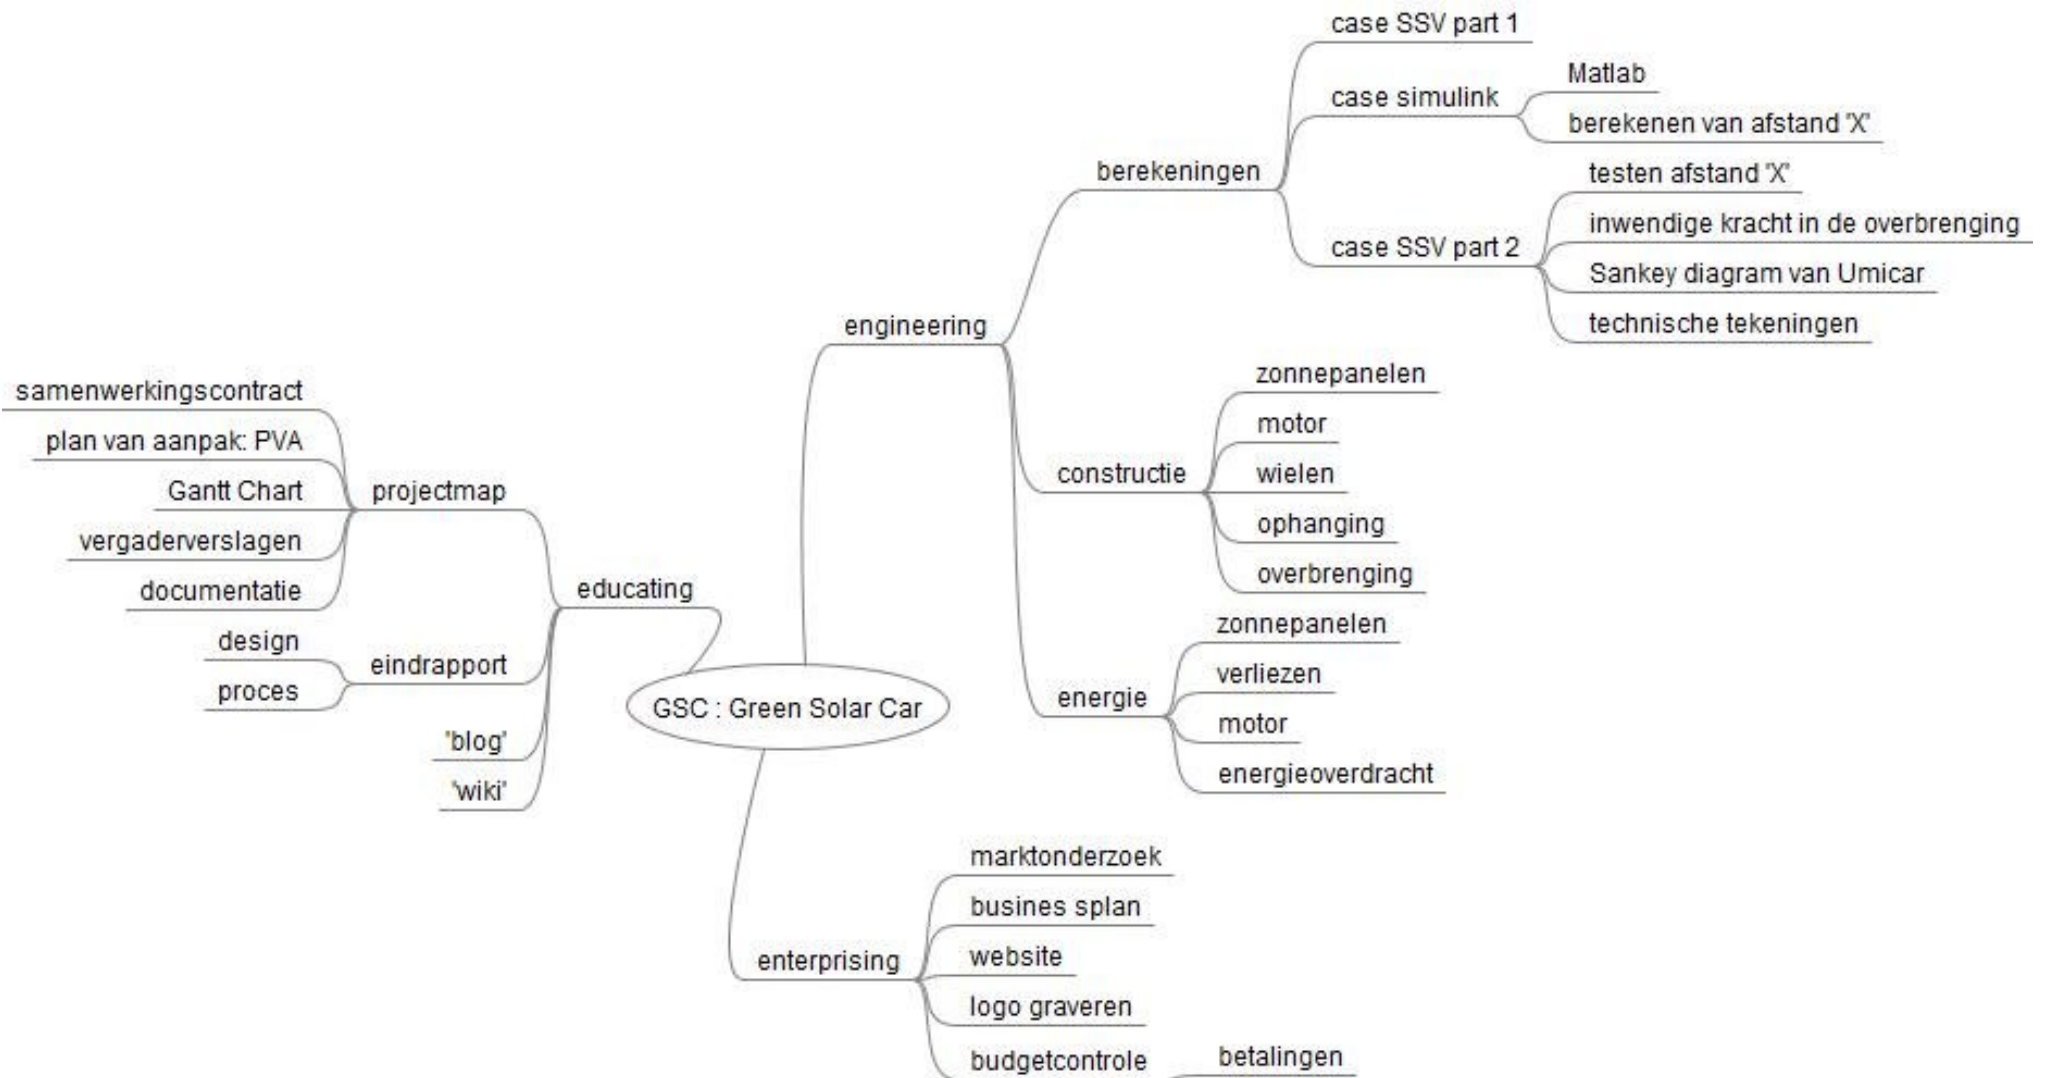 case SSV part 1
Matlab
case simulink
berekenen van afstand 'X'
berekeningen
testen afstand 'X'
inwendige kracht in de overbrenging
case SSV part 2
Sankey diagram van Umicar
technische tekeningen
engineering
zonnepanelen
motor
constructie
wielen
ophanging
overbrenging
zonnepanelen
verliezen
energie
motor
energieoverdracht
samenwerkingscontract
plan van aanpak: PVA
Gantt Chart
projectmap
vergaderverslagen
documentatie
educating
design
eindrapport
proces
'blog'
'wiki'
GSC : Green Solar Car
marktonderzoek
busines splan
website
enterprising
logo graveren
budgetcontrole
betalingen